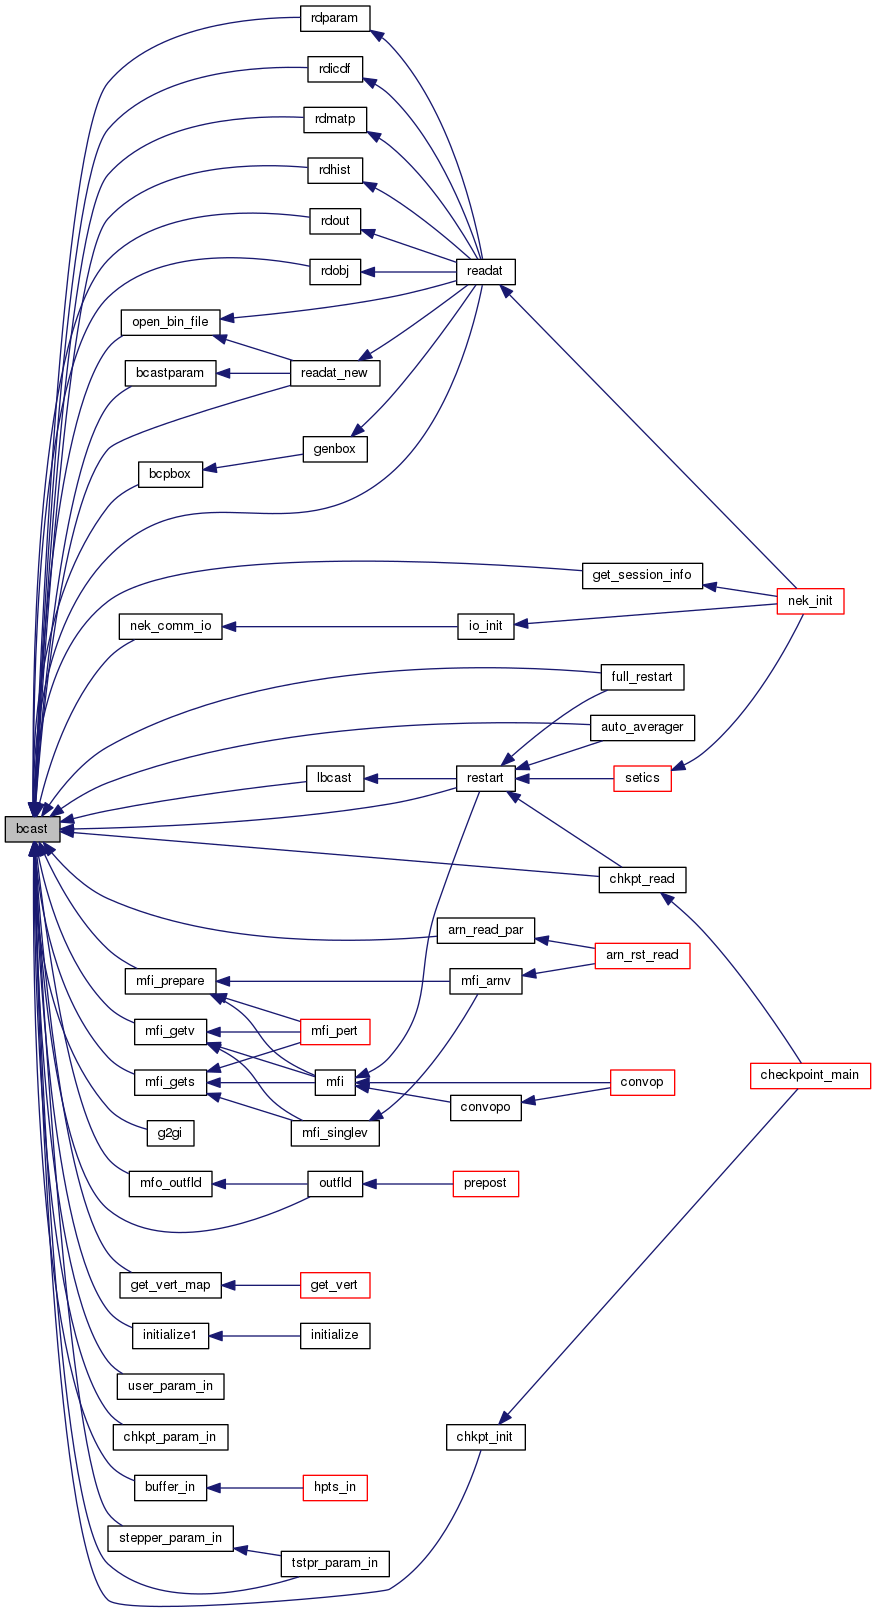 rdparam
rdicdf
rdmatp
rdhist
rdout
rdobj
readat
open_bin_file
bcastparam
readat_new
genbox
bcpbox
get_session_info
nek_init
nek_comm_io
io_init
full_restart
auto_averager
lbcast
restart
setics
bcast
chkpt_read
arn_read_par
arn_rst_read
mfi_prepare
mfi_arnv
mfi_getv
mfi_pert
mfi_gets
mfi
convop
checkpoint_main
convopo
g2gi
mfi_singlev
mfo_outfld
outfld
prepost
get_vert_map
get_vert
initialize1
initialize
user_param_in
chkpt_param_in
chkpt_init
buffer_in
hpts_in
stepper_param_in
tstpr_param_in